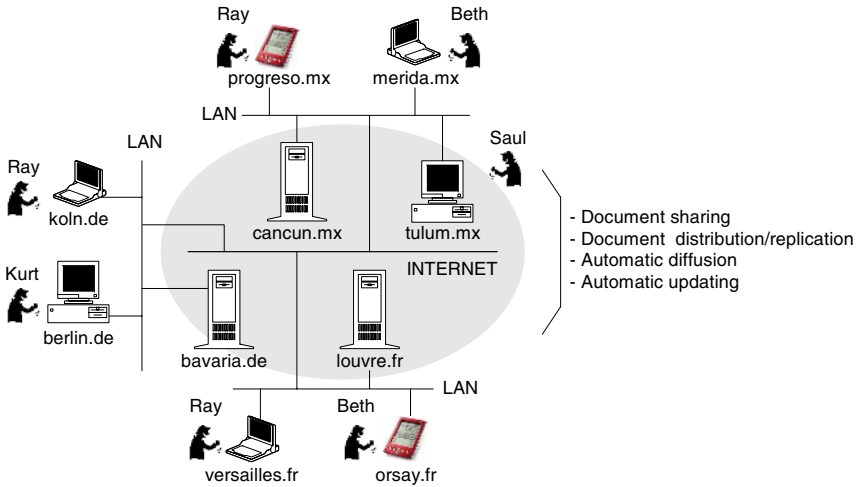 Ray
Beth
progreso.mx
merida.mx
LAN
LAN
Saul
Ray
koln.de
cancun.mx
tulum.mx
- Document sharing
- Document distribution/replication
- Automatic diffusion
- Automatic updating
INTERNET
Kurt
berlin.de
bavaria.de
louvre.fr
LAN
Ray
Beth
versailles.fr
orsay.fr